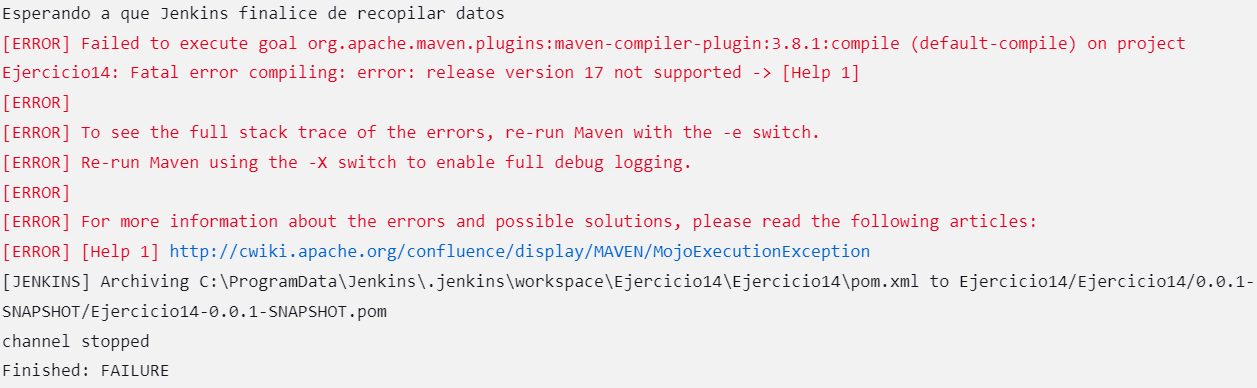 Esperando a que Jenkins finalice de recopilar datos
[ERROR] Failed to execute goal org.apache.maven.plugins:maven-compiler-plugin:3.8.1:compile (default-compile) on project
Ejercicio14: Fatal error compiling: error: release version 17 not supported -> [Help 1]
[ERROR]
[ERROR] To see the full stack trace of the errors, re-run Maven with the -e switch.
[ERROR] Re-run Maven using the -X switch to enable full debug logging.
[ERROR]
[ERROR] For more information about the errors and possible solutions, please read the following articles:
[ERROR] [Help 1] http://cwiki.apache.org/confluence/display/MAVEN/MojoExecutionException
[JENKINS] Archiving C:\ProgramData\Jenkins\.jenkins\workspace\Ejercicio14\Ejercicio14\pom.xml to Ejercicio14/Ejercicio14/0.0.1-
SNAPSHOT/Ejercicio14-0.0.1-SNAPSHOT.pom
channel stopped
Finished: FAILURE